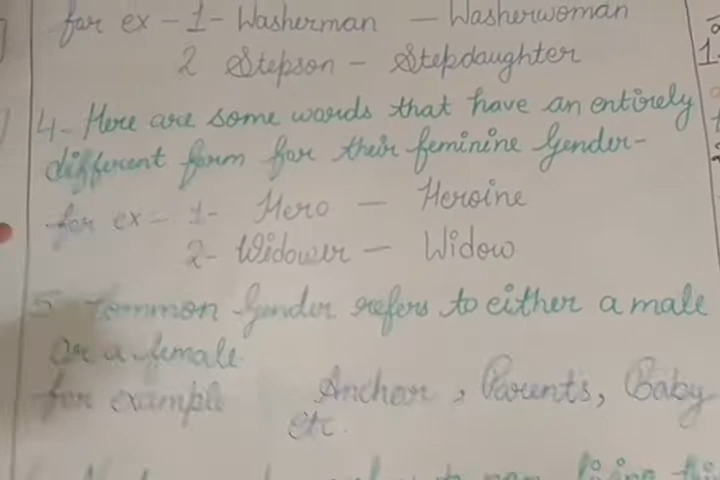 for ex - 1- Washerman - Washerwoman
2 Stepson - Stepdaughter
4- Here are some words that have an entirely
different form for their feminine Gender-
for ex - 1- Hero - Heroine
2- Widower - Widow
5 Common Gender refers to either a male
or a female
for example Anchor, Parents, Baby
etc.